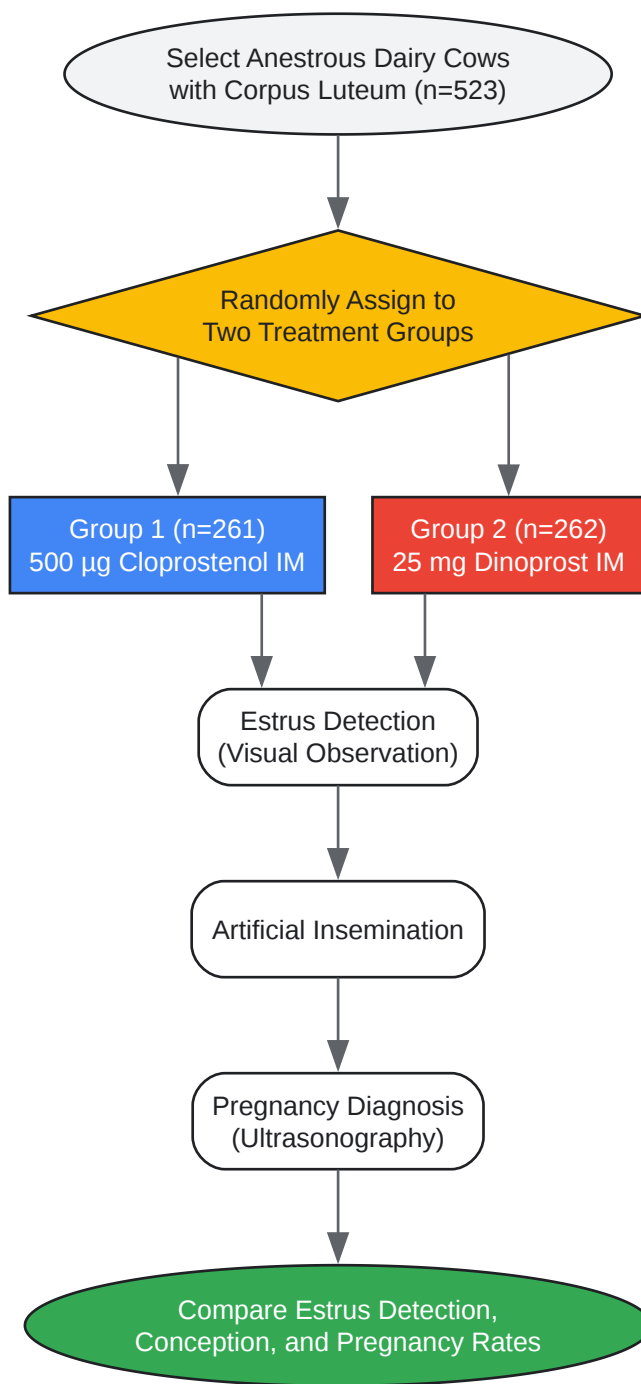 Select Anestrous Dairy Cows
with Corpus Luteum (n=523)
Randomly Assign to
Two Treatment Groups
Group 1 (n=261)
500 µg Cloprostenol IM
Group 2 (n=262)
25 mg Dinoprost IM
Estrus Detection
(Visual Observation)
Artificial Insemination
Pregnancy Diagnosis
(Ultrasonography)
Compare Estrus Detection,
Conception, and Pregnancy Rates